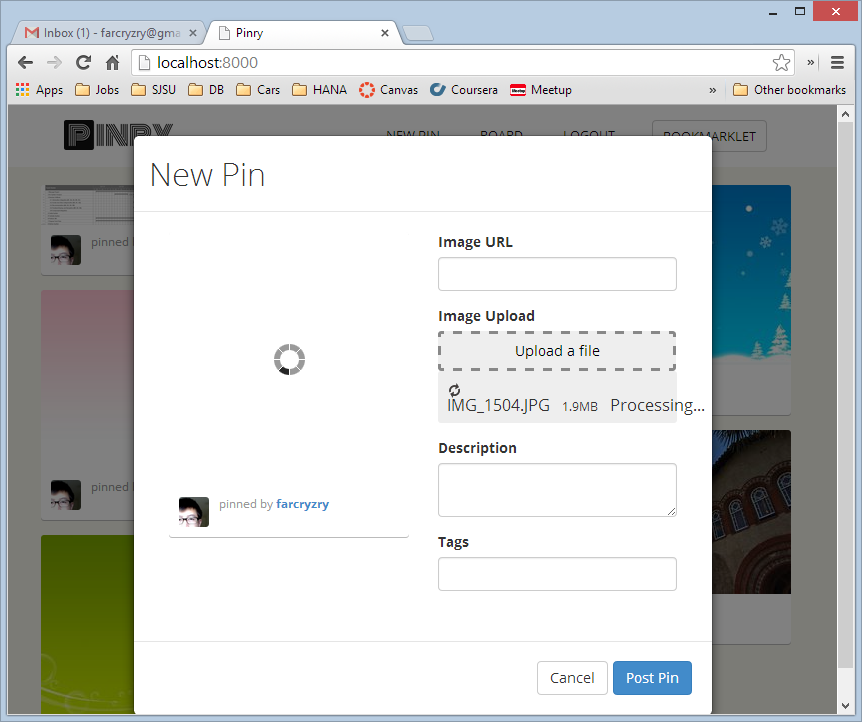 Inbox (1) - farcryzry@gma
Pinry
localhost:8000
Apps Jobs SJSU DB Cars HANA Canvas Coursera Meetup » Other bookmarks
PINRY NEW PIN BOARD LOGOUT BOOKMARKLET
New Pin
pinned
Image URL
Image Upload
Upload a file
IMG_1504.JPG 1.9MB Processing...
Description
pinned
pinned by farcryzry
Tags
Cancel Post Pin